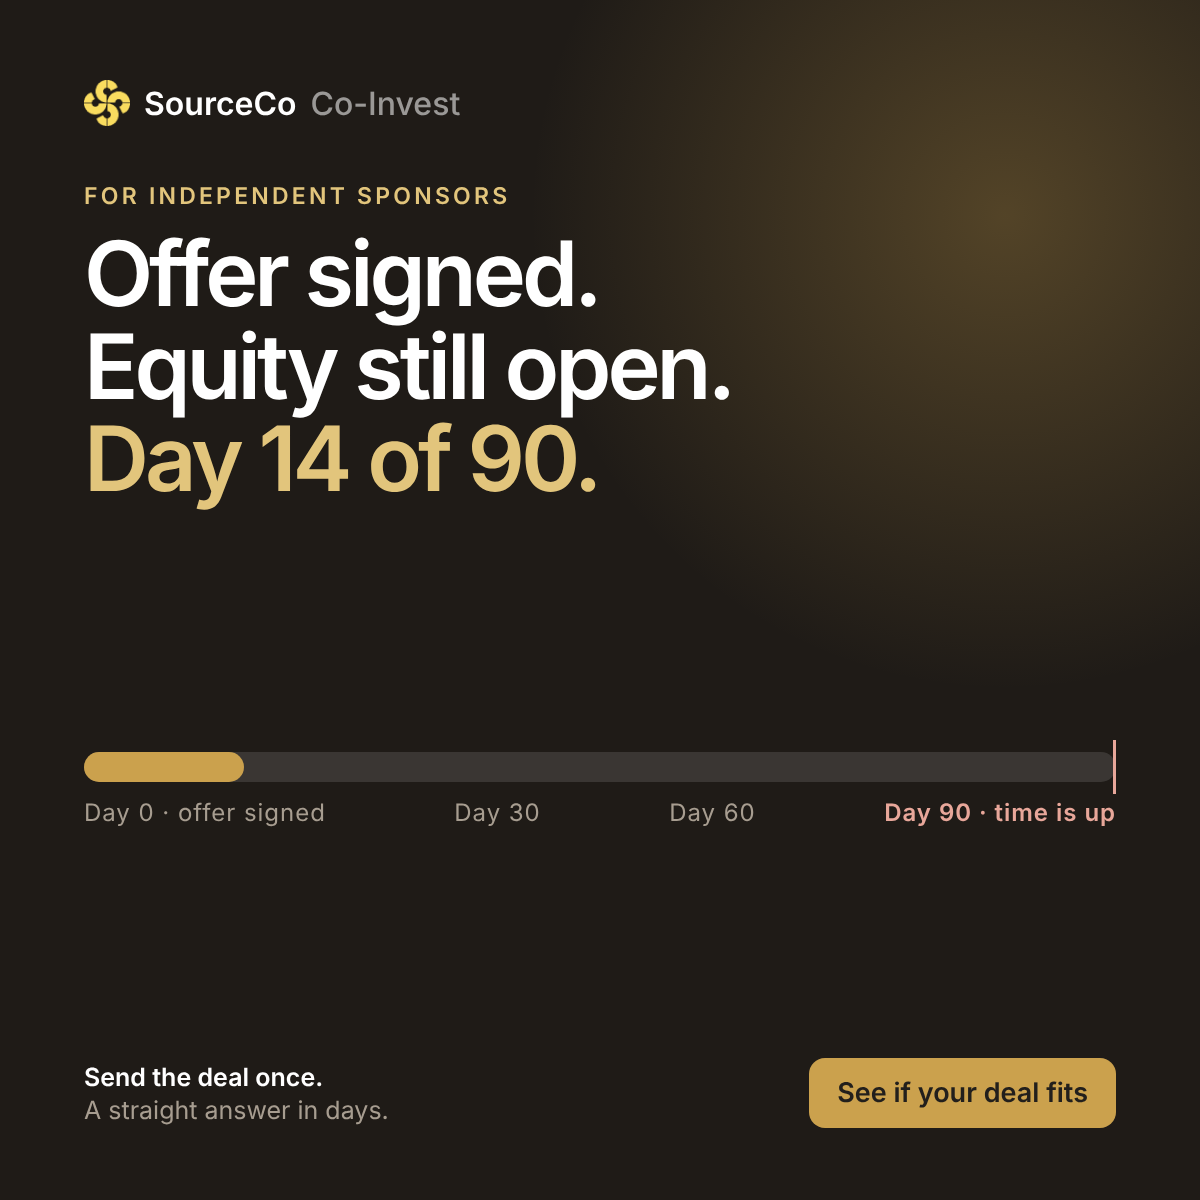 SourceCo Co-Invest
FOR INDEPENDENT SPONSORS
Offer signed.
Equity still open.
Day 14 of 90.
Day 0 · offer signed
Day 30
Day 60
Day 90 · time is up
Send the deal once.
A straight answer in days.
See if your deal fits